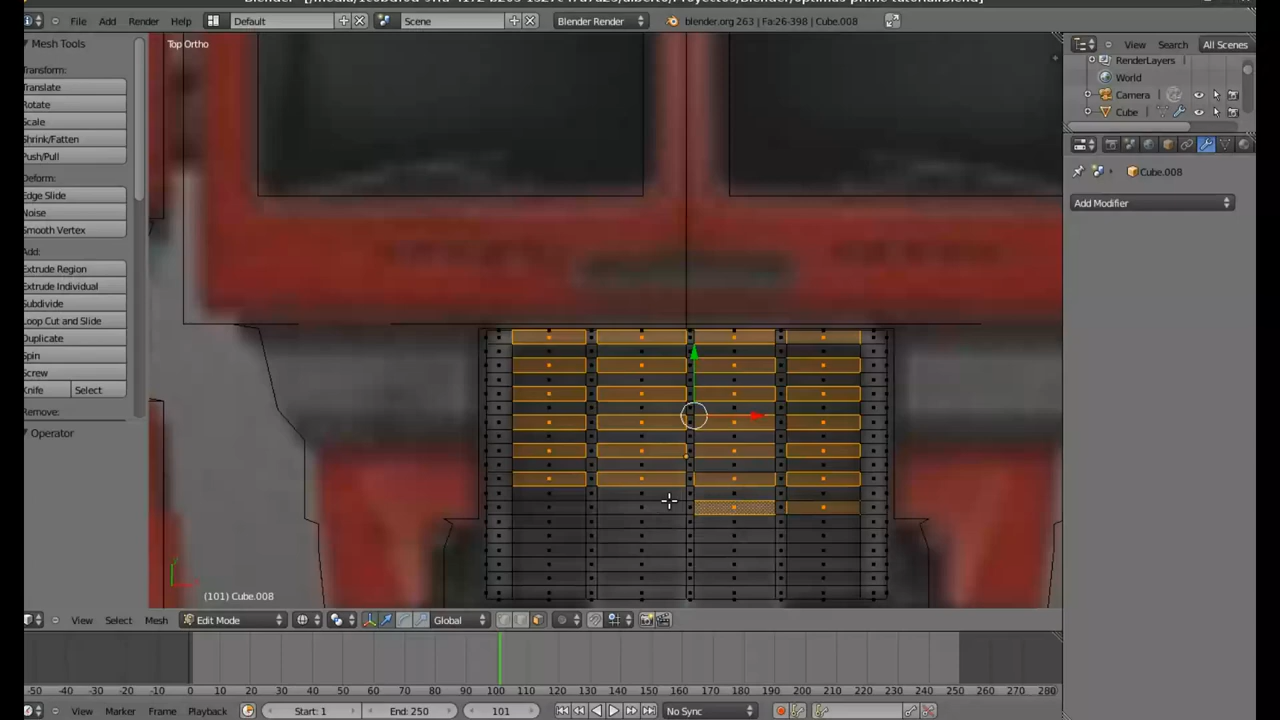 Blender - [/media/
File Add Render Help Default Scene Blender Render blender.org 263 | Fa:26-398 | Cube.008
Mesh Tools
Transform:
Translate
Rotate
Scale
Shrink/Fatten
Push/Pull
Deform:
Edge Slide
Noise
Smooth Vertex
Add:
Extrude Region
Extrude Individual
Subdivide
Loop Cut and Slide
Duplicate
Spin
Screw
Knife Select
Remove:
Operator
Top Ortho
(101) Cube.008
View Search All Scenes
RenderLayers
World
Camera
Cube
Cube.008
Add Modifier
View Select Mesh Edit Mode Global
-50 -40 -30 -20 -10 0 10 20 30 40 50 60 70 80 90 100 110 120 130 140 150 160 170 180 190 200 210 220 230 240 250 260 270 280
View Marker Frame Playback Start: 1 End: 250 101 No Sync